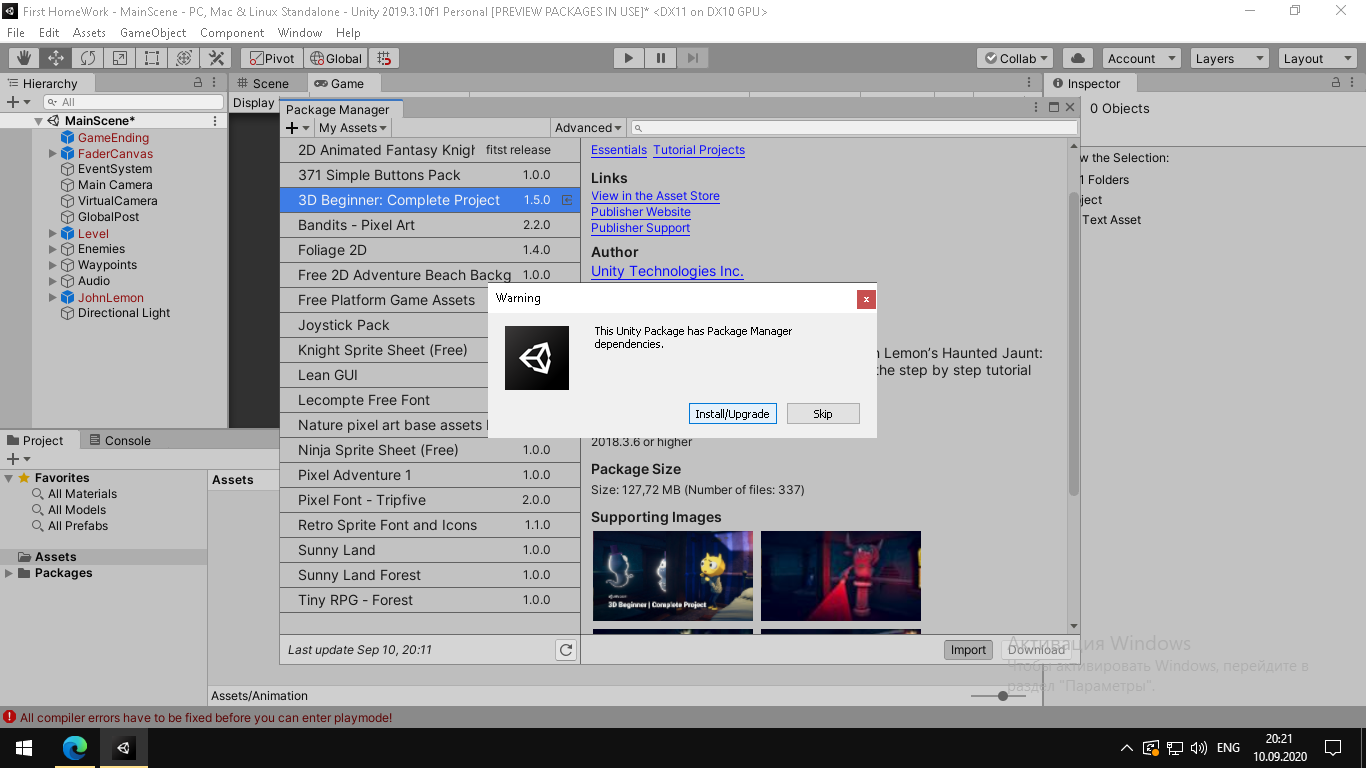 First HomeWork - MainScene - PC, Mac & Linux Standalone - Unity 2019.3.10f1 Personal [PREVIEW PACKAGES IN USE]* <DX11 on DX10 GPU>
File Edit Assets GameObject Component Window Help
Pivot Global Collab Account Layers Layout
Hierarchy
All
MainScene*
GameEnding
FaderCanvas
EventSystem
Main Camera
VirtualCamera
GlobalPost
Level
Enemies
Waypoints
Audio
JohnLemon
Directional Light
Scene Game
Display
Package Manager
My Assets Advanced
2D Animated Fantasy Knigh fitst release
371 Simple Buttons Pack 1.0.0
3D Beginner: Complete Project 1.5.0
Bandits - Pixel Art 2.2.0
Foliage 2D 1.4.0
Free 2D Adventure Beach Backg 1.0.0
Free Platform Game Assets
Joystick Pack
Knight Sprite Sheet (Free)
Lean GUI
Lecompte Free Font
Nature pixel art base assets
Ninja Sprite Sheet (Free) 1.0.0
Pixel Adventure 1 1.0.0
Pixel Font - Tripfive 2.0.0
Retro Sprite Font and Icons 1.1.0
Sunny Land 1.0.0
Sunny Land Forest 1.0.0
Tiny RPG - Forest 1.0.0
Last update Sep 10, 20:11
Essentials Tutorial Projects
Links
View in the Asset Store
Publisher Website
Publisher Support
Author
Unity Technologies Inc.
Lemon's Haunted Jaunt:
the step by step tutorial
2018.3.6 or higher
Package Size
Size: 127,72 MB (Number of files: 337)
Supporting Images
3D Beginner | Complete Project
Import Download
Warning
x
This Unity Package has Package Manager
dependencies.
Install/Upgrade Skip
Inspector
0 Objects
w the Selection:
1 Folders
ject
Text Asset
Project Console
Favorites
All Materials
All Models
All Prefabs
Assets
Packages
Assets
Assets/Animation
Активация Windows
Чтобы активировать Windows, перейдите в
раздел "Параметры".
All compiler errors have to be fixed before you can enter playmode!
ENG
20:21
10.09.2020